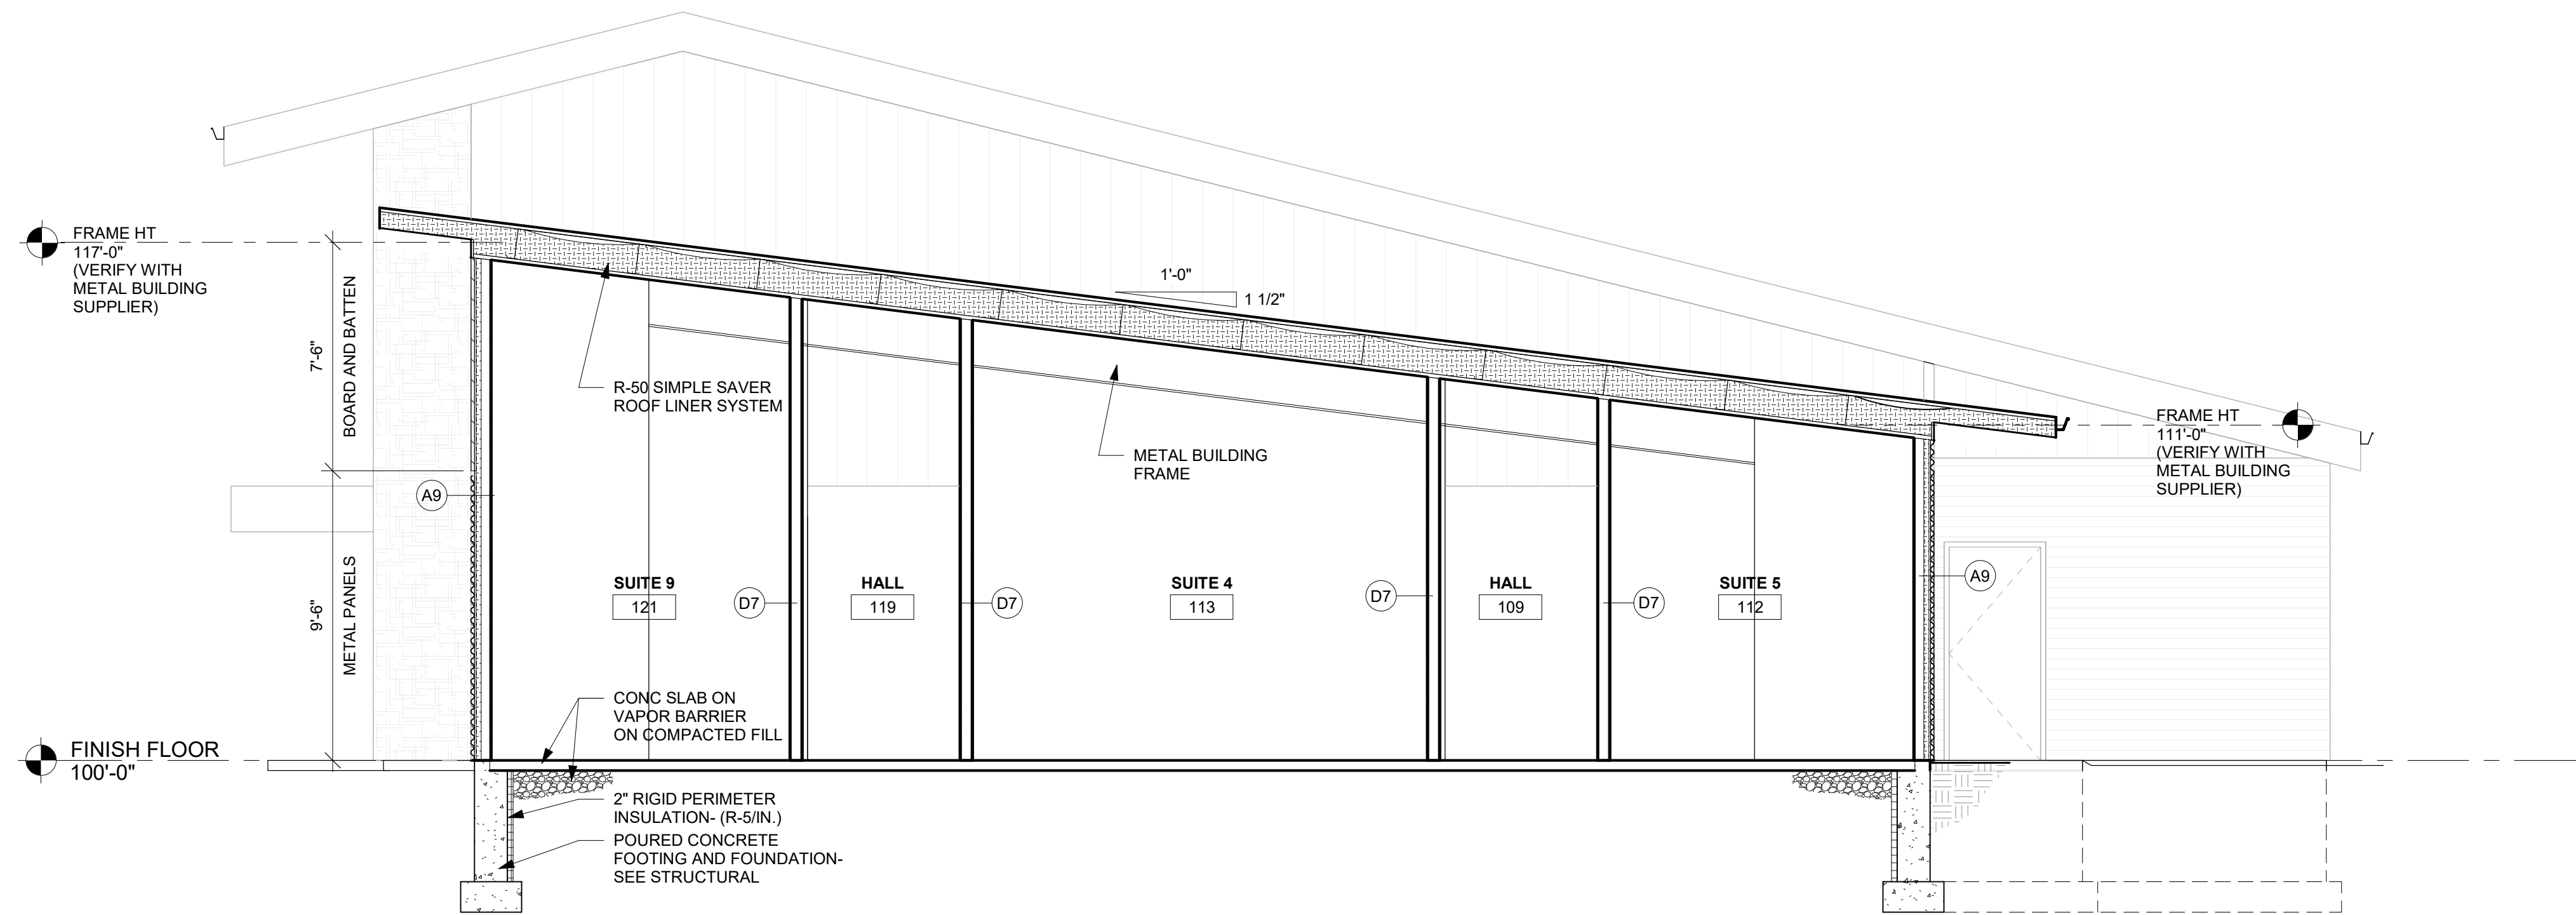 FRAME HT
117'-0"
(VERIFY WITH
METAL BUILDING
SUPPLIER)
7'-6"
BOARD AND BATTEN
9'-6"
METAL PANELS
A9
FINISH FLOOR
100'-0"
1'-0"
1 1/2"
R-50 SIMPLE SAVER
ROOF LINER SYSTEM
METAL BUILDING
FRAME
FRAME HT
111'-0"
(VERIFY WITH
METAL BUILDING
SUPPLIER)
SUITE 9
121
D7
HALL
119
D7
SUITE 4
113
D7
HALL
109
D7
SUITE 5
112
A9
CONC SLAB ON
VAPOR BARRIER
ON COMPACTED FILL
2" RIGID PERIMETER
INSULATION- (R-5/IN.)
POURED CONCRETE
FOOTING AND FOUNDATION-
SEE STRUCTURAL